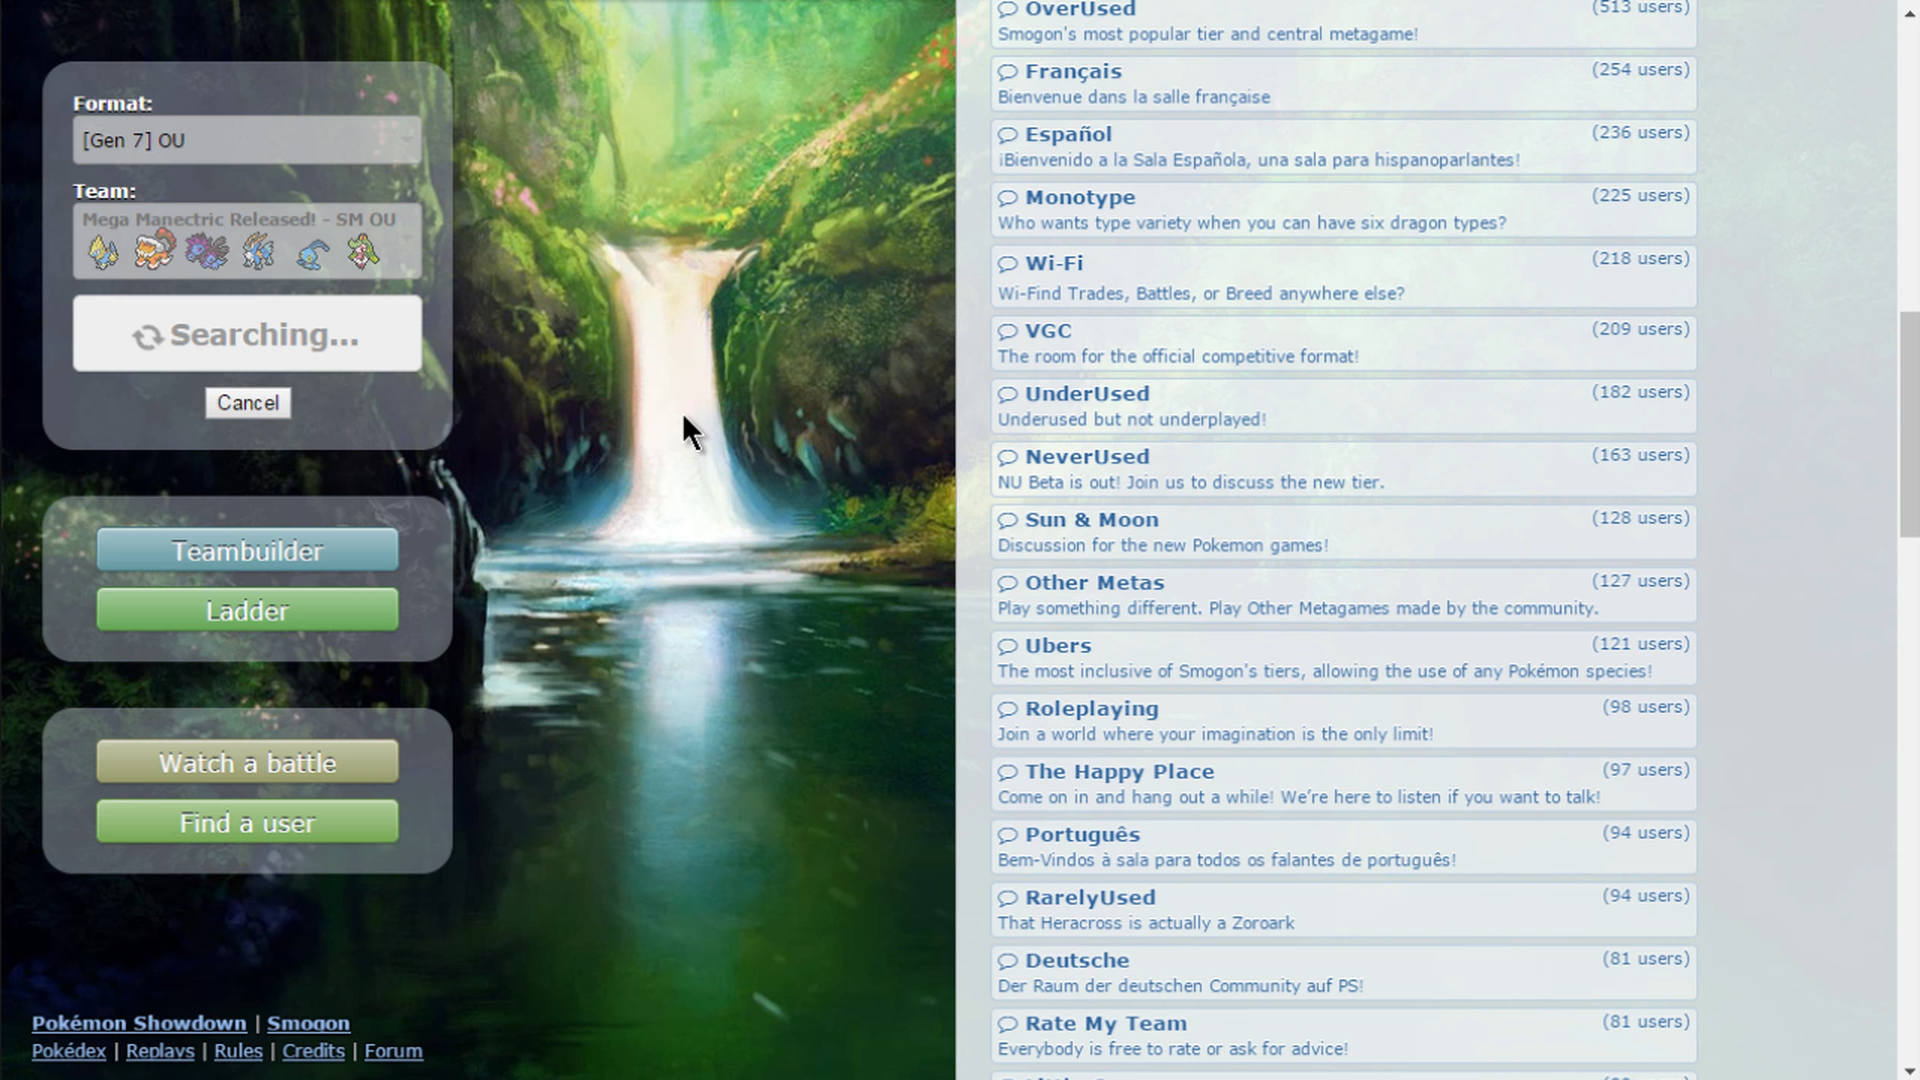 Format:
[Gen 7] OU
Team:
Mega Manectric Released! - SM OU
Searching...
Cancel
Teambuilder
Ladder
Watch a battle
Find a user
Pokémon Showdown | Smogon
Pokédex | Replays | Rules | Credits | Forum
OverUsed (513 users)
Smogon's most popular tier and central metagame!
Français (254 users)
Bienvenue dans la salle française
Español (236 users)
¡Bienvenido a la Sala Española, una sala para hispanoparlantes!
Monotype (225 users)
Who wants type variety when you can have six dragon types?
Wi-Fi (218 users)
Wi-Find Trades, Battles, or Breed anywhere else?
VGC (209 users)
The room for the official competitive format!
UnderUsed (182 users)
Underused but not underplayed!
NeverUsed (163 users)
NU Beta is out! Join us to discuss the new tier.
Sun & Moon (128 users)
Discussion for the new Pokemon games!
Other Metas (127 users)
Play something different. Play Other Metagames made by the community.
Ubers (121 users)
The most inclusive of Smogon's tiers, allowing the use of any Pokémon species!
Roleplaying (98 users)
Join a world where your imagination is the only limit!
The Happy Place (97 users)
Come on in and hang out a while! We’re here to listen if you want to talk!
Português (94 users)
Bem-Vindos à sala para todos os falantes de português!
RarelyUsed (94 users)
That Heracross is actually a Zoroark
Deutsche (81 users)
Der Raum der deutschen Community auf PS!
Rate My Team (81 users)
Everybody is free to rate or ask for advice!